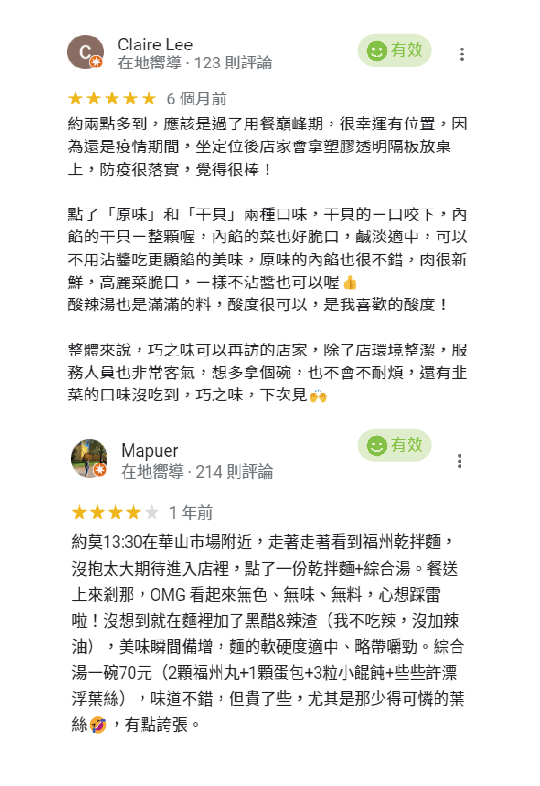 C
Claire Lee
有效
在地嚮導 · 123 則評論
6 個月前
約兩點多到，應該是過了用餐巔峰期，很幸運有位置，因
為還是疫情期間，坐定位後店家會拿塑膠透明隔板放桌
上，防疫很落實，覺得很棒！
點了「原味」和「干貝」兩種口味，干貝的一口咬下，內
餡的干貝一整顆喔，內餡的菜也好脆口，鹹淡適中，可以
不用沾醬吃更顯餡的美味，原味的內餡也很不錯，肉很新
鮮，高麗菜脆口，一樣不沾醬也可以喔👍
酸辣湯也是滿滿的料，酸度很可以，是我喜歡的酸度！
整體來說，巧之味可以再訪的店家，除了店環境整潔，服
務人員也非常客氣，想多拿個碗，也不會不耐煩，還有韭
菜的口味沒吃到，巧之味，下次見🙌
Mapuer
有效
在地嚮導 · 214 則評論
1 年前
約莫13:30在華山市場附近，走著走著看到福州乾拌麵，
沒抱太大期待進入店裡，點了一份乾拌麵+綜合湯。餐送
上來剎那，OMG 看起來無色、無味、無料，心想踩雷
啦！沒想到就在麵裡加了黑醋&辣渣（我不吃辣，沒加辣
油），美味瞬間備增，麵的軟硬度適中、略帶嚼勁。綜合
湯一碗70元（2顆福州丸+1顆蛋包+3粒小餛飩+些些許漂
浮葉絲），味道不錯，但貴了些，尤其是那少得可憐的葉
絲🤣，有點誇張。